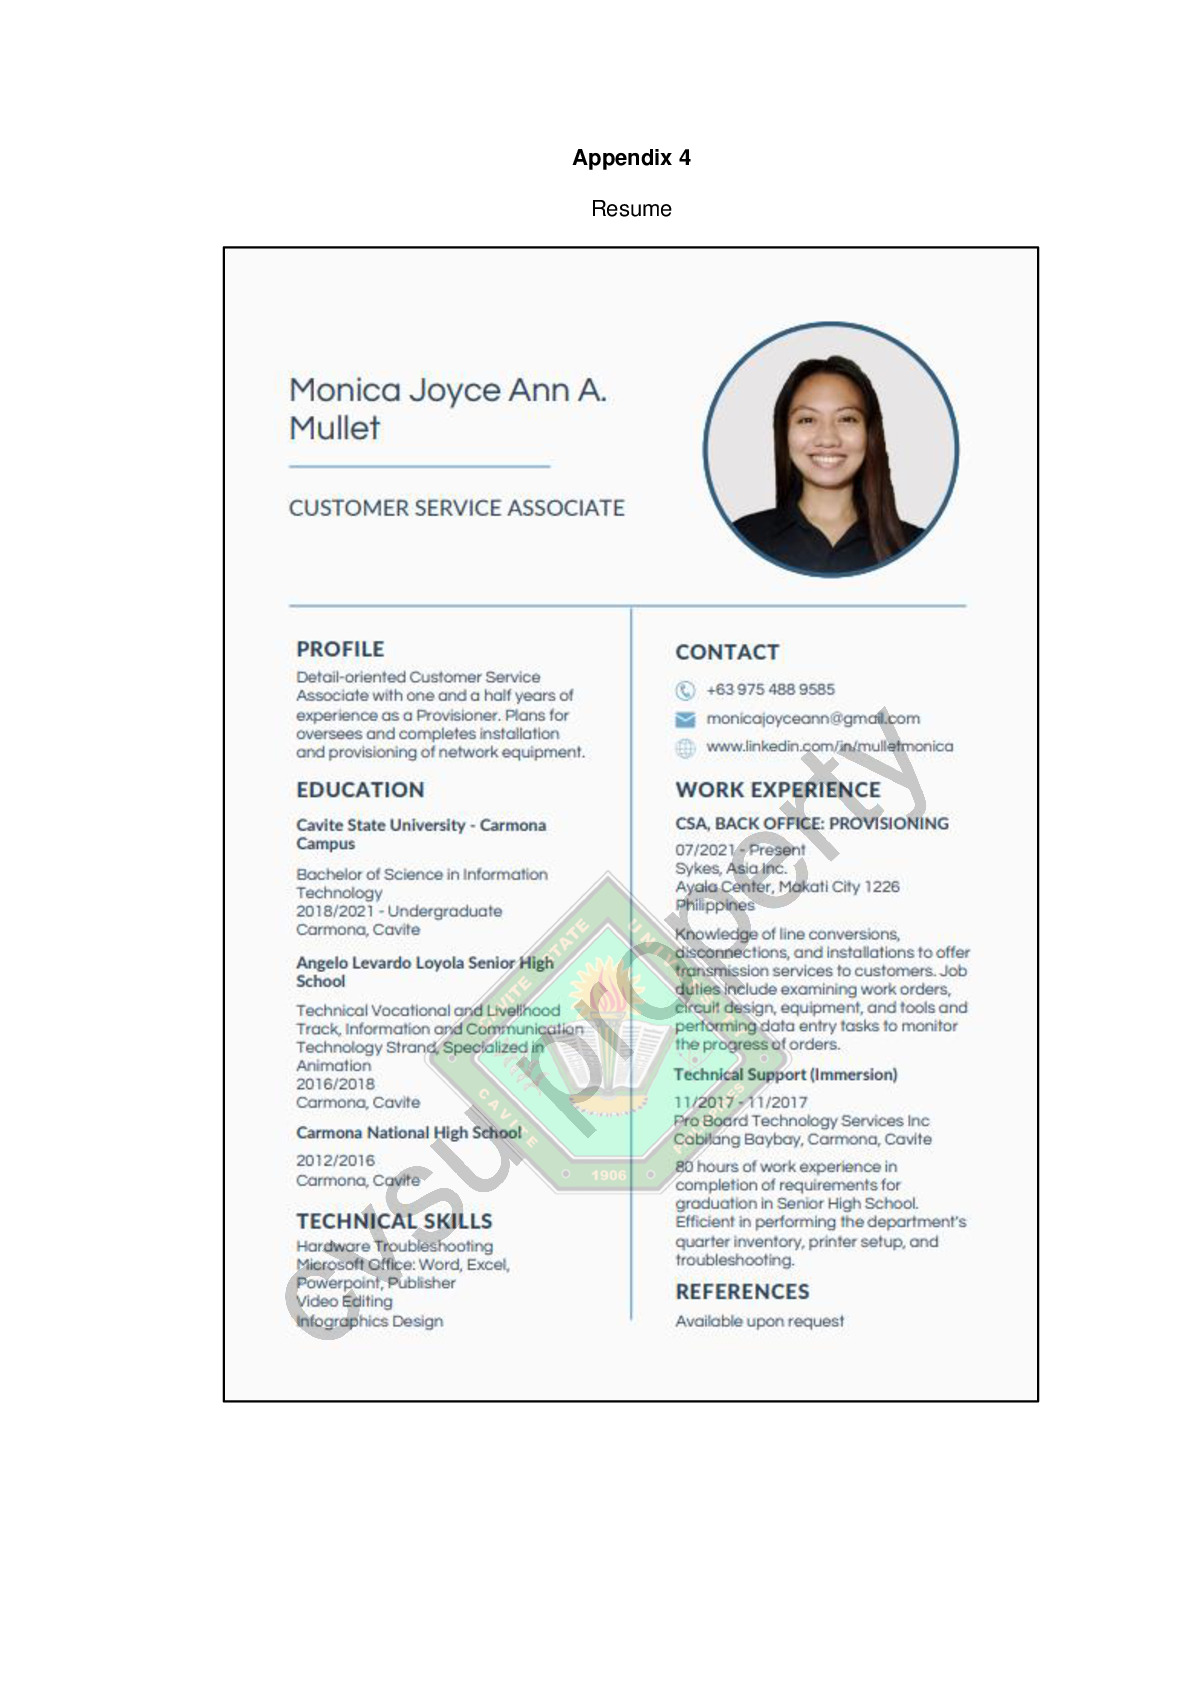 Appendix 4
Resume
Monica Joyce Ann A.
Mullet
CUSTOMER SERVICE ASSOCIATE
PROFILE
Detail-oriented Customer Service
Associate with one and a half years of
experience as a Provisioner. Plans for
oversees and completes installation
and provisioning of network equipment.
EDUCATION
Cavite State University - Carmona
Campus
Bachelor of Science in Information
Technology
2018/2021 - Undergraduate
Carmona, Cavite
Angelo Levardo Loyola Senior High
School
Technical Vocational and Livelihood
Track, Information and Communication
Technology Strand, Specialized in
Animation
2016/2018
Carmona, Cavite
Carmona National High School
2012/2016
Carmona, Cavite
TECHNICAL SKILLS
Hardware Troubleshooting
Microsoft Office: Word, Excel,
Powerpoint, Publisher
Video Editing
Infographics Design
CONTACT
+63 975 488 9585
monicajoyceann@gmail.com
www.linkedin.com/in/mulletmonica
WORK EXPERIENCE
CSA, BACK OFFICE: PROVISIONING
07/2021 - Present
Sykes, Asia Inc.
Ayala Center, Makati City 1226
Philippines
Knowledge of line conversions,
disconnections, and installations to offer
transmission services to customers. Job
duties include examining work orders,
circuit design, equipment, and tools and
performing data entry tasks to monitor
the progress of orders.
Technical Support (Immersion)
11/2017 - 11/2017
Pro Board Technology Services Inc
Cabilang Baybay, Carmona, Cavite
80 hours of work experience in
completion of requirements for
graduation in Senior High School.
Efficient in performing the department's
quarter inventory, printer setup, and
troubleshooting.
REFERENCES
Available upon request
cvsu property
CAVITE STATE UNIVERSITY
CAVITE
1906